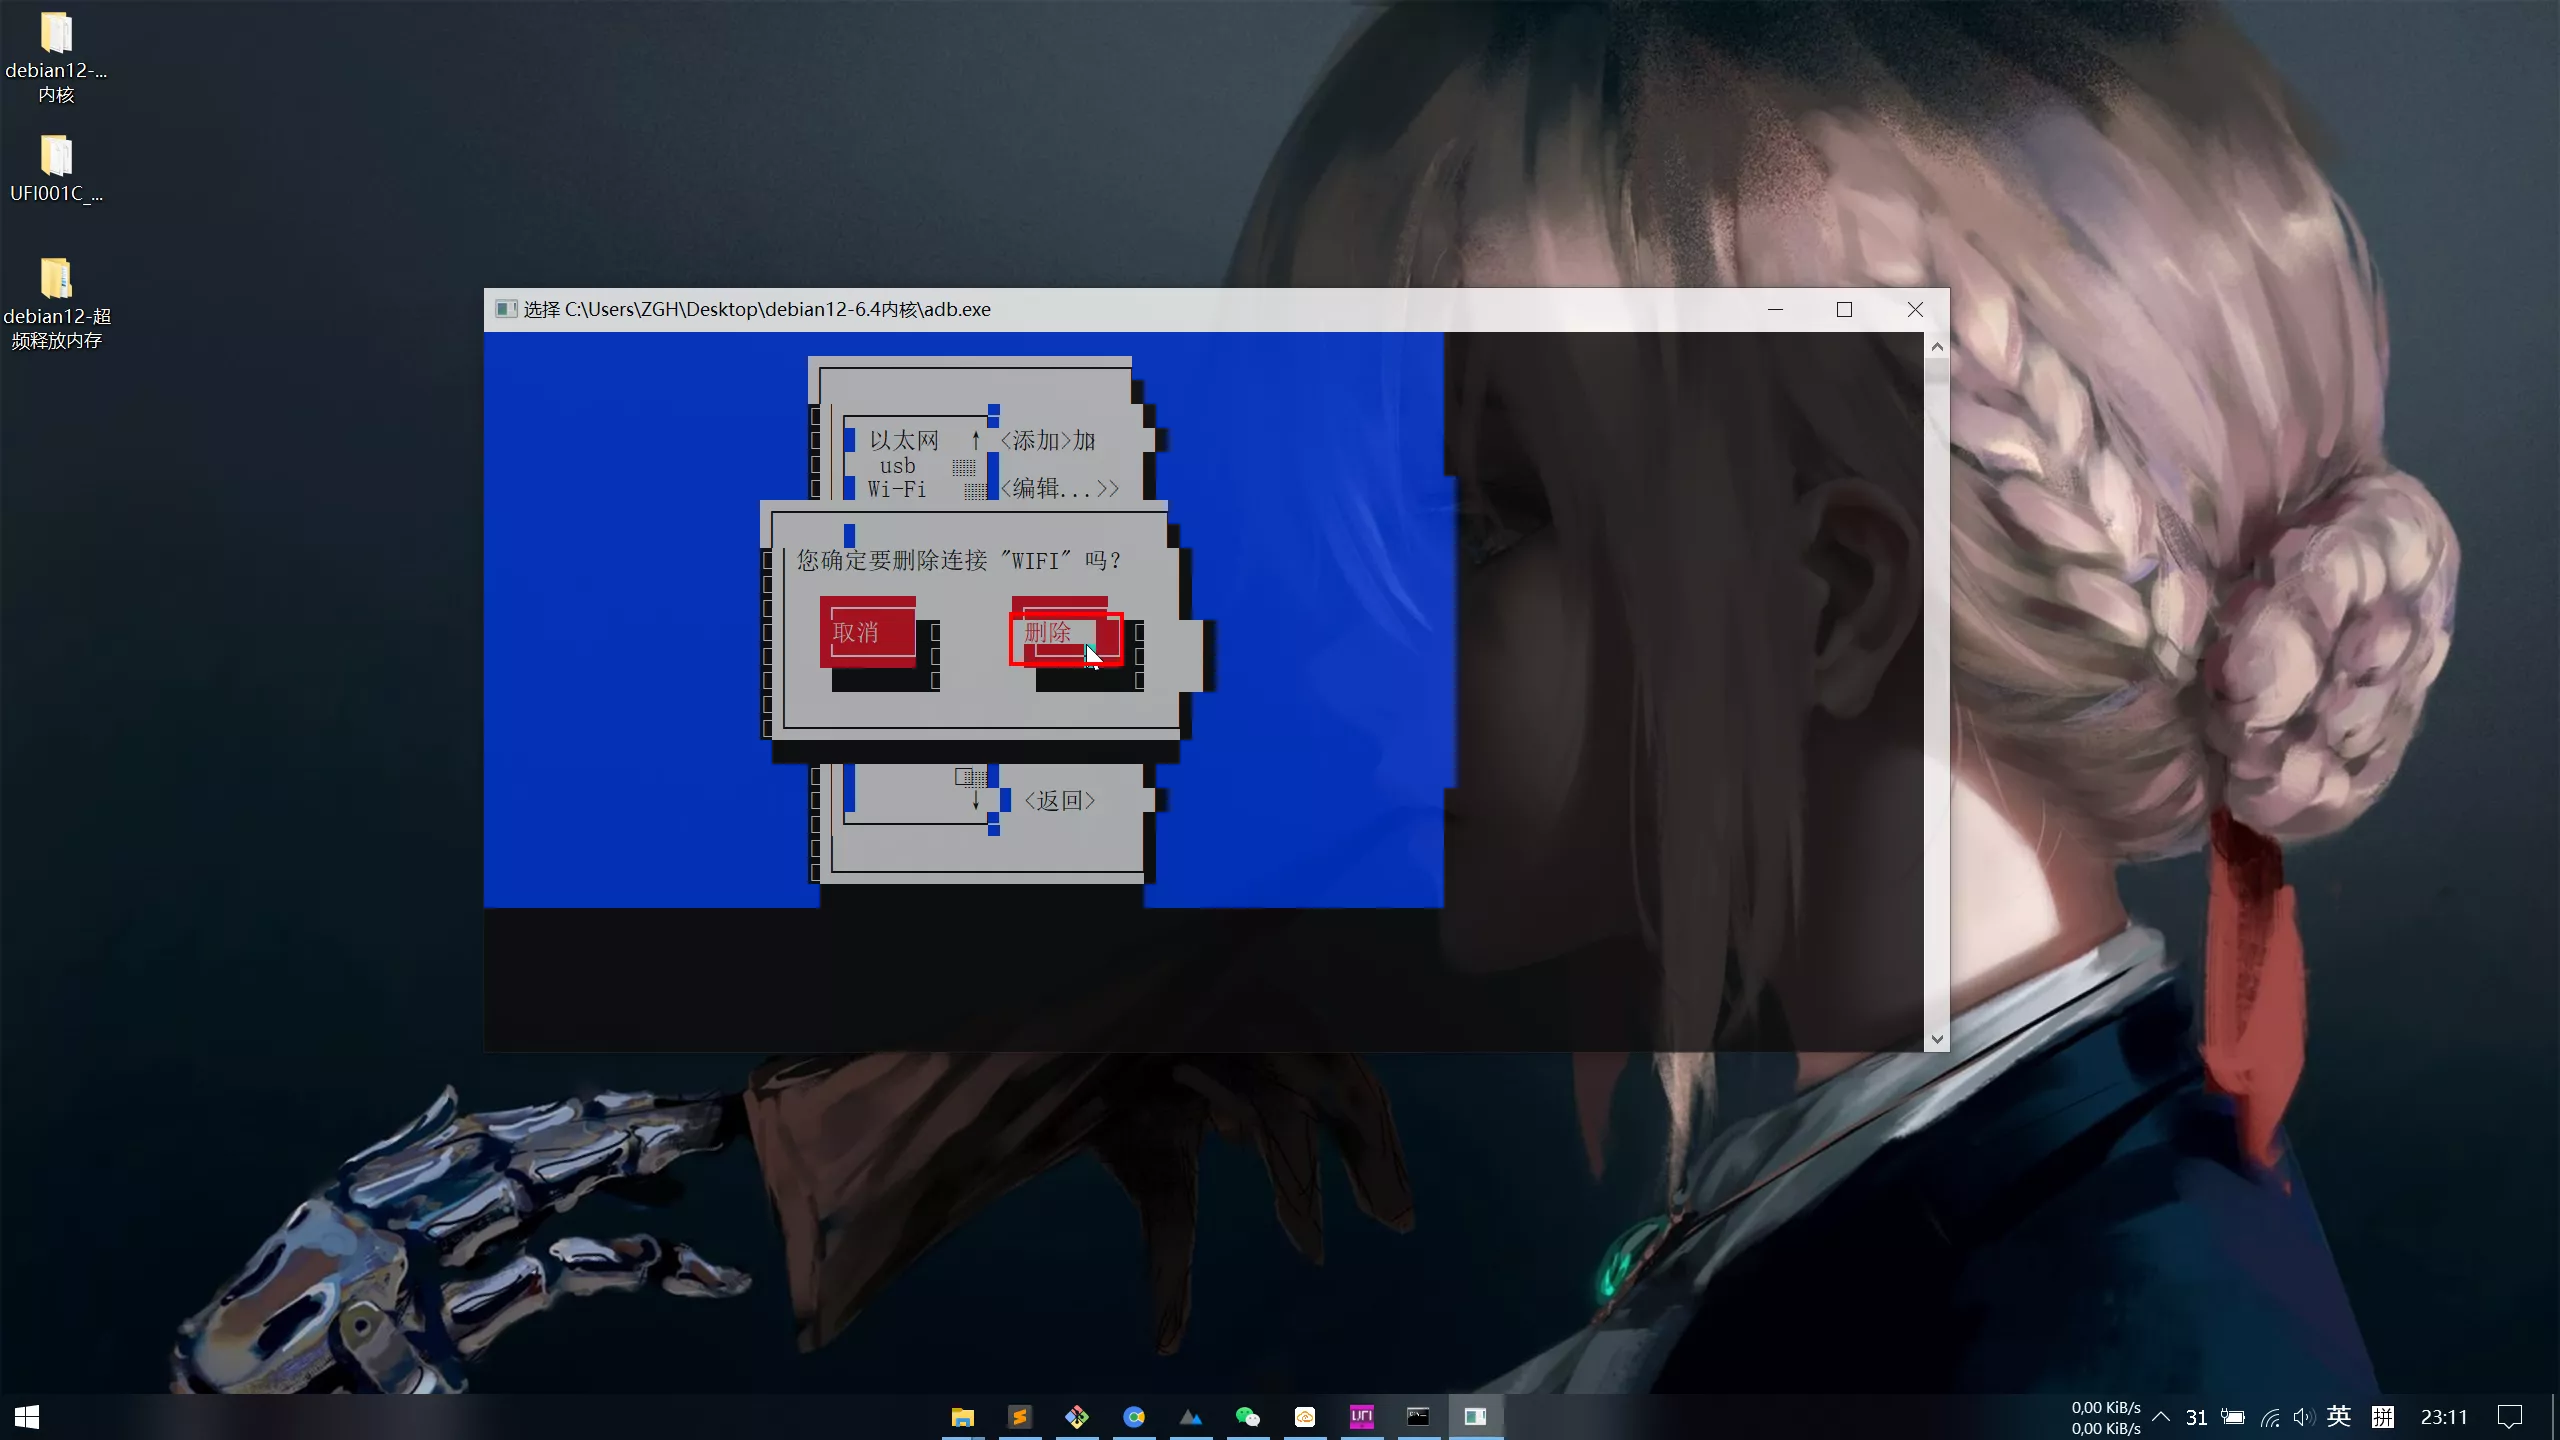 debian12-...
内核
UFI001C_...
debian12-超
频释放内存
选择 C:\Users\ZGH\Desktop\debian12-6.4内核\adb.exe
以太网 ↑ <添加>加
usb
Wi-Fi <编辑...>>
您确定要删除连接 "WIFI" 吗?
取消 删除
↓ <返回>
UFI
0,00 KiB/s
0,00 KiB/s
31 英 拼 23:11